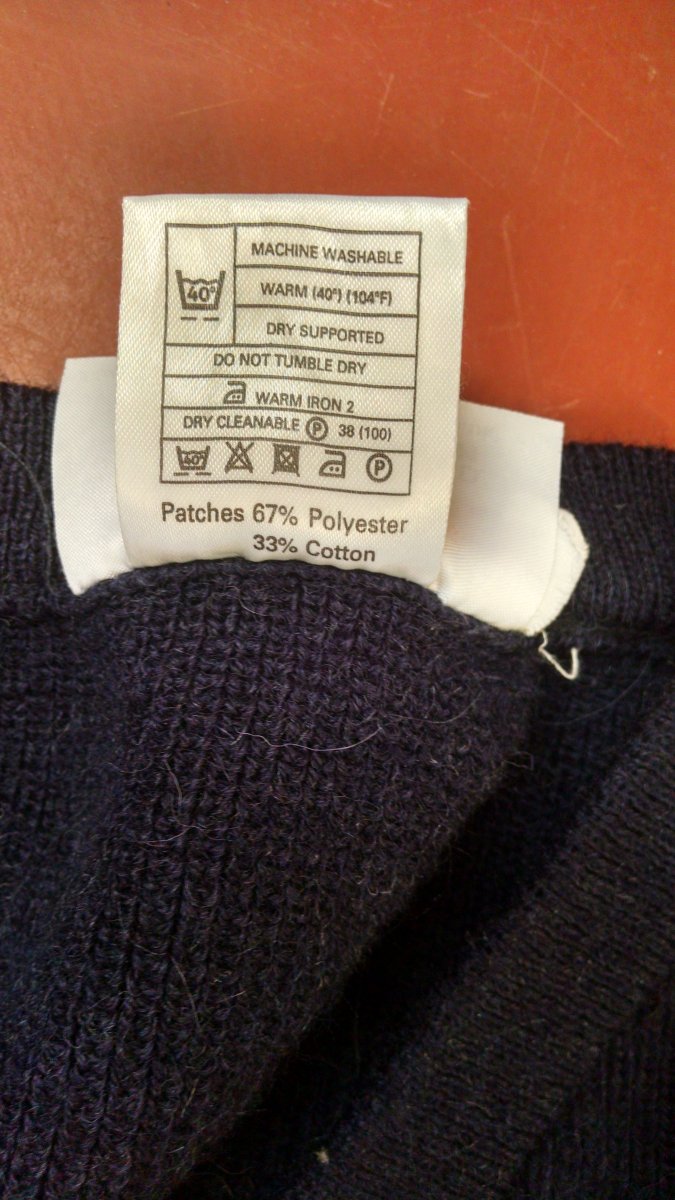 40°
MACHINE WASHABLE
WARM (40°) (104°F)
DRY SUPPORTED
DO NOT TUMBLE DRY
WARM IRON 2
DRY CLEANABLE P 38 (100)
40° P
Patches 67% Polyester
33% Cotton